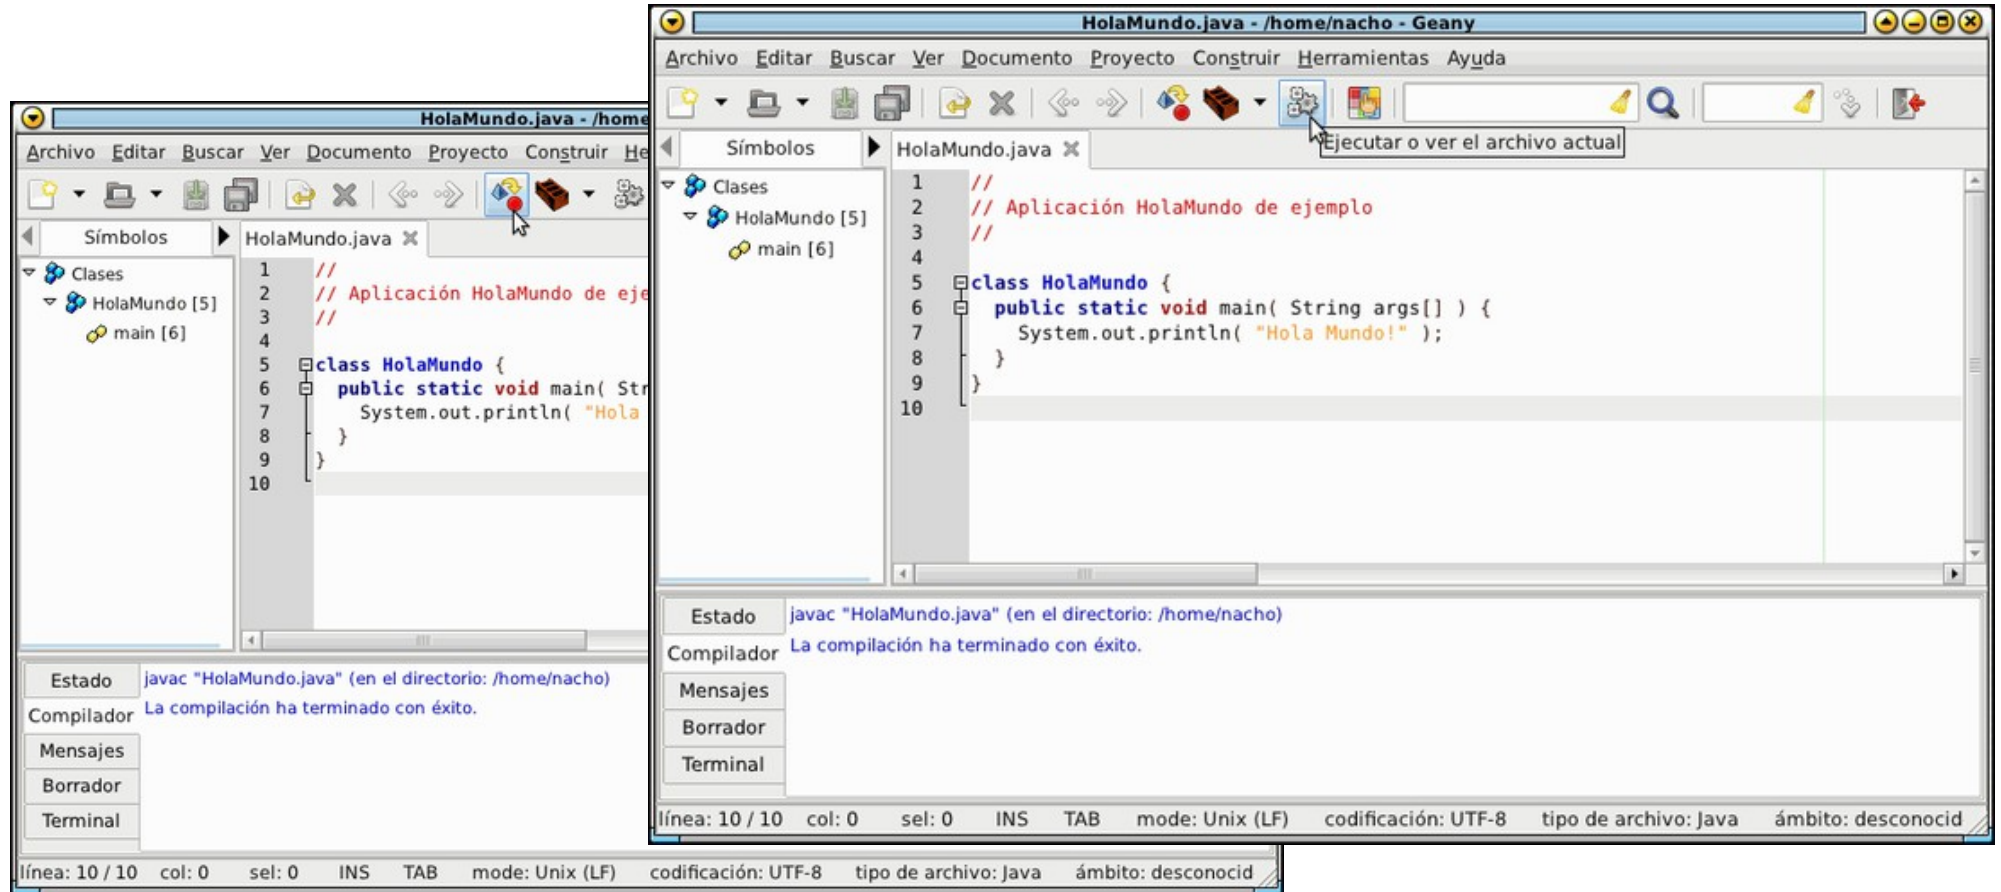 HolaMundo.java - /home/nacho - Geany
Archivo Editar Buscar Ver Documento Proyecto Construir Herramientas Ayuda
Ejecutar o ver el archivo actual
Símbolos
HolaMundo.java
Clases
HolaMundo [5]
main [6]
1 //
2 // Aplicación HolaMundo de ejemplo
3 //
4
5 class HolaMundo {
6 public static void main( String args[] ) {
7 System.out.println( "Hola Mundo!" );
8 }
9 }
10
Estado
Compilador
Mensajes
Borrador
Terminal
javac "HolaMundo.java" (en el directorio: /home/nacho)
La compilación ha terminado con éxito.
línea: 10 / 10 col: 0 sel: 0 INS TAB mode: Unix (LF) codificación: UTF-8 tipo de archivo: Java ámbito: desconocid
HolaMundo.java - /home
Archivo Editar Buscar Ver Documento Proyecto Construir He
Símbolos
HolaMundo.java
Clases
HolaMundo [5]
main [6]
1 //
2 // Aplicación HolaMundo de eje
3 //
4
5 class HolaMundo {
6 public static void main( Str
7 System.out.println( "Hola
8 }
9 }
10
Estado
Compilador
Mensajes
Borrador
Terminal
javac "HolaMundo.java" (en el directorio: /home/nacho)
La compilación ha terminado con éxito.
línea: 10 / 10 col: 0 sel: 0 INS TAB mode: Unix (LF) codificación: UTF-8 tipo de archivo: Java ámbito: desconocid